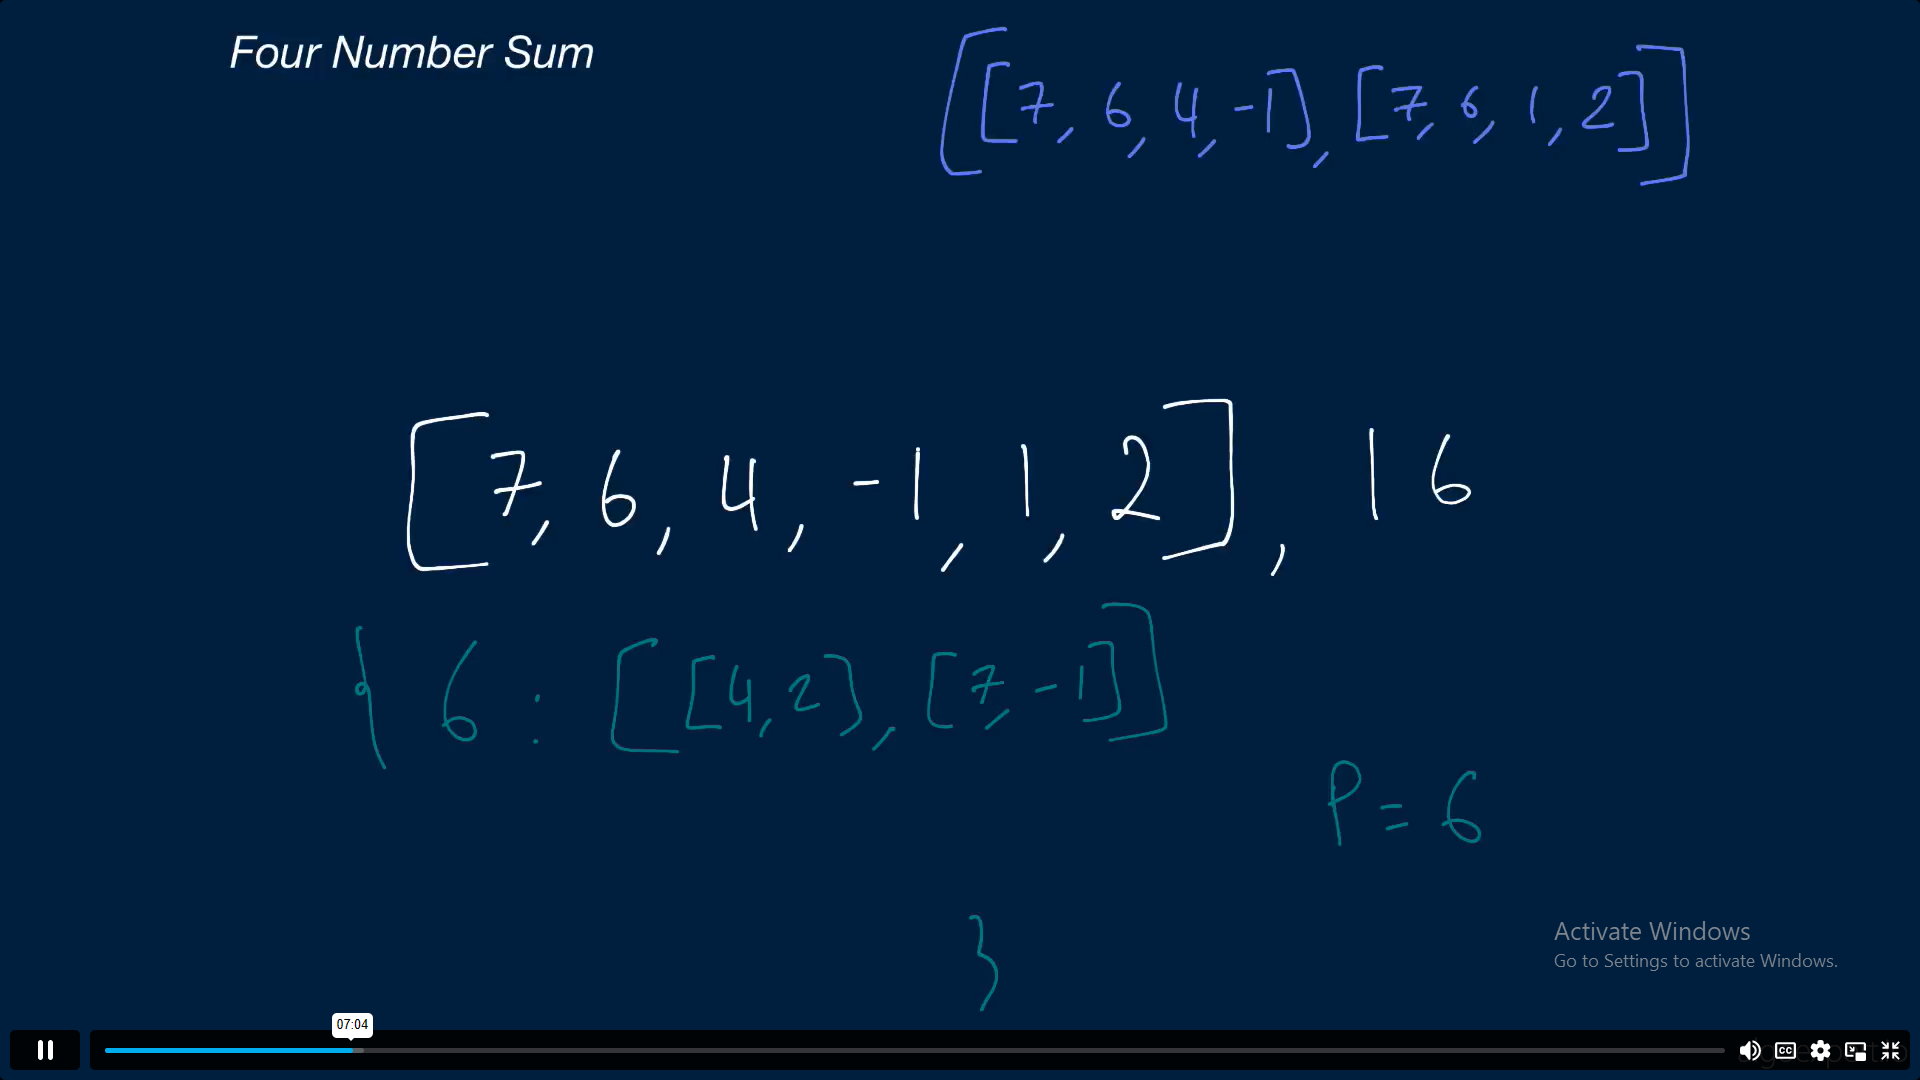 Four Number Sum
[[7, 6, 4, -1], [7, 6, 1, 2]]
[7, 6, 4, -1, 1, 2], 16
{ 6 : [[4, 2], [7, -1]]
P = 6
}
Activate Windows
Go to Settings to activate Windows.
07:04
CC